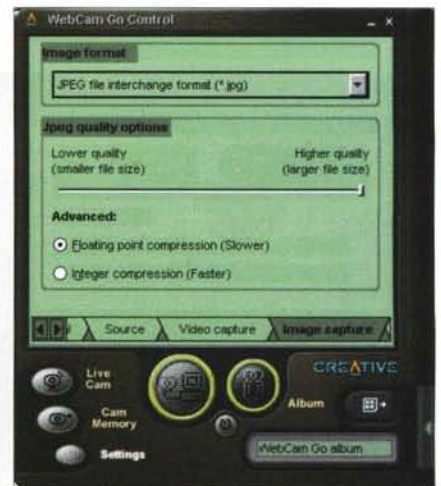 WebCam Go Control
Image format
JPEG file interchange format (*.jpg)
Jpeg quality options
Lower quality
(smaller file size)
Higher quality
(larger file size)
Advanced:
Floating point compression (Slower)
Integer compression (Faster)
Source
Video capture
Image capture
CREATIVE
Live
Cam
Cam
Memory
Settings
Album
WebCam Go album